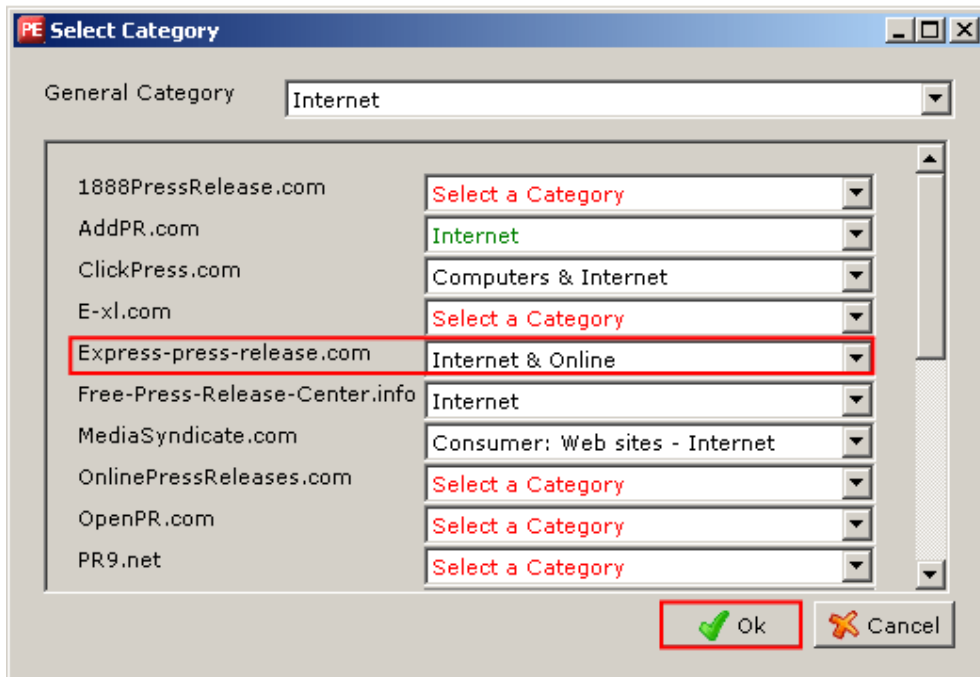 PE Select Category
General Category Internet
1888PressRelease.com Select a Category
AddPR.com Internet
ClickPress.com Computers & Internet
E-xl.com Select a Category
Express-press-release.com Internet & Online
Free-Press-Release-Center.info Internet
MediaSyndicate.com Consumer: Web sites - Internet
OnlinePressReleases.com Select a Category
OpenPR.com Select a Category
PR9.net Select a Category
Ok Cancel